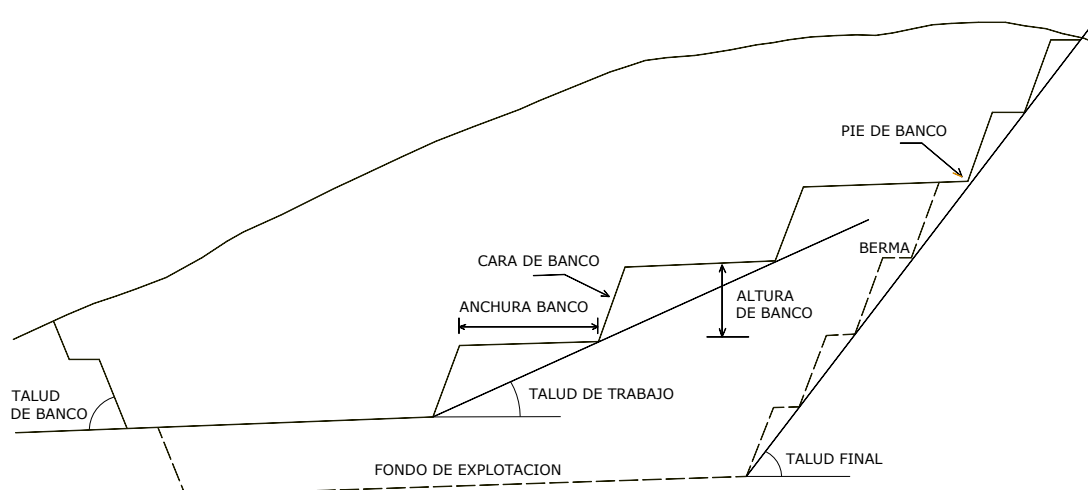 PIE DE BANCO
BERMA
CARA DE BANCO
ANCHURA BANCO
ALTURA
DE BANCO
TALUD
DE BANCO
TALUD DE TRABAJO
TALUD FINAL
FONDO DE EXPLOTACION